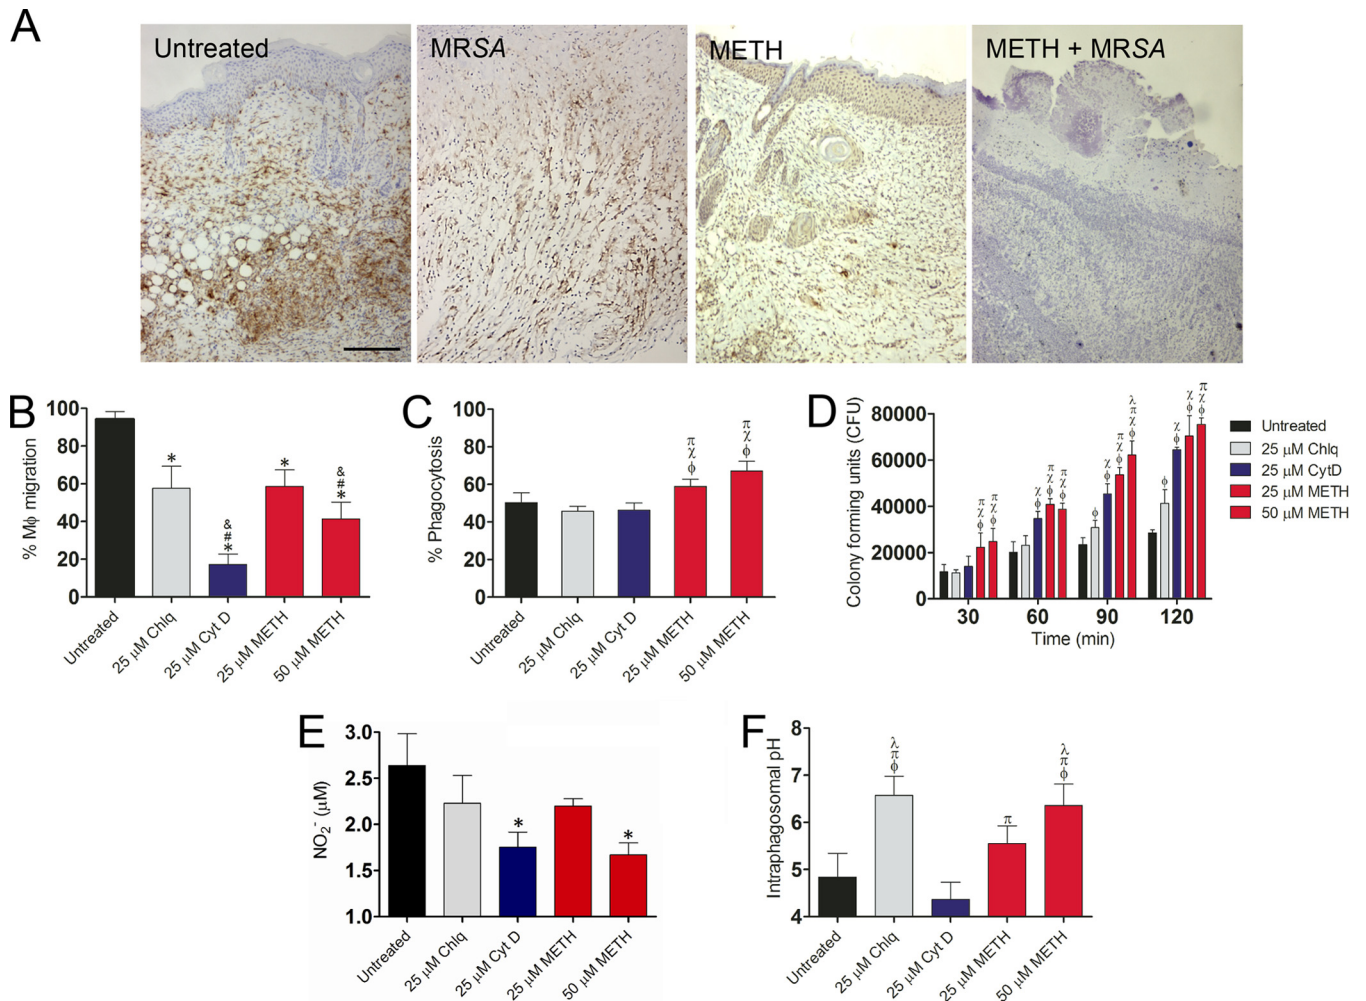 A
Untreated
MRSA
METH
METH + MRSA
B
% Mϕ migration
100
80
60
40
20
0
*
&
#
*
*
&
#
*
Untreated
25 μM Chlq
25 μM Cyt D
25 μM METH
50 μM METH
C
% Phagocytosis
100
80
60
40
20
0
π
χ
ϕ
π
χ
ϕ
Untreated
25 μM Chlq
25 μM Cyt D
25 μM METH
50 μM METH
D
Colony forming units (CFU)
80000
60000
40000
20000
0
π
χ
ϕ
π
χ
ϕ
χ
ϕ
π
χ
ϕ
π
χ
ϕ
ϕ
χ
ϕ
π
χ
ϕ
λ
π
χ
ϕ
ϕ
χ
ϕ
χ
ϕ
π
χ
ϕ
30
60
90
120
Time (min)
Untreated
25 μM Chlq
25 μM CytD
25 μM METH
50 μM METH
E
NO2- (μM)
3.0
2.5
2.0
1.5
1.0
*
*
Untreated
25 μM Chlq
25 μM Cyt D
25 μM METH
50 μM METH
F
Intraphagosomal pH
8
7
6
5
4
λ
π
ϕ
π
λ
π
ϕ
Untreated
25 μM Chlq
25 μM Cyt D
25 μM METH
50 μM METH